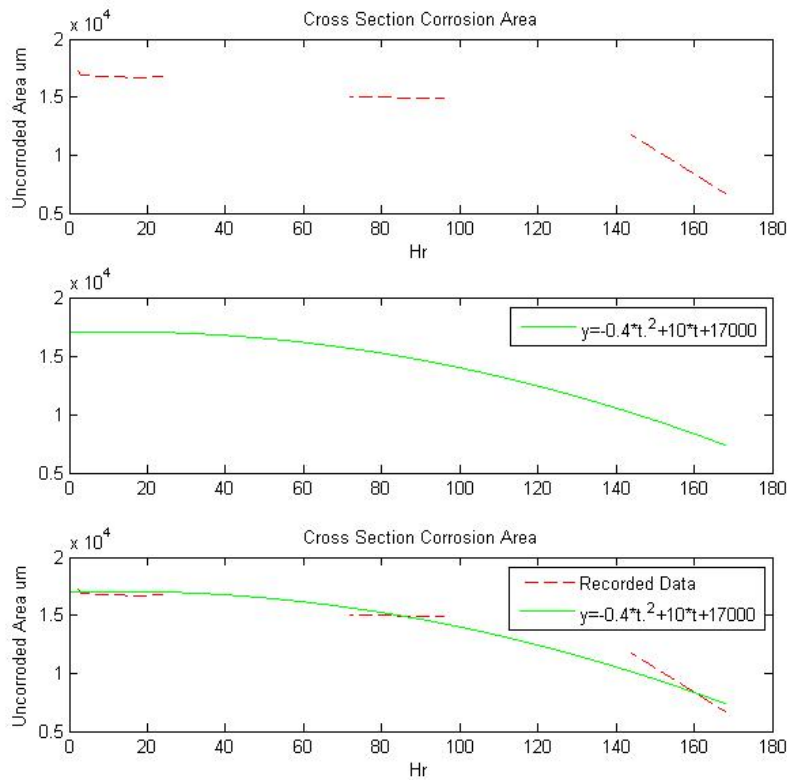 x 10^4
Cross Section Corrosion Area
2
1.5
1
0.5
Uncorroded Area um
0 20 40 60 80 100 120 140 160 180
Hr
x 10^4
2
1.5
1
0.5
y=-0.4*t.^2+10*t+17000
0 20 40 60 80 100 120 140 160 180
x 10^4
Cross Section Corrosion Area
2
1.5
1
0.5
Uncorroded Area um
Recorded Data
y=-0.4*t.^2+10*t+17000
0 20 40 60 80 100 120 140 160 180
Hr